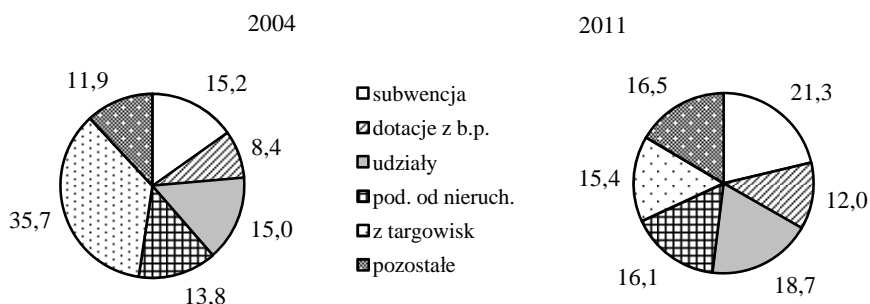 2004
11,9
15,2
8,4
15,0
13,8
35,7
subwencja
dotacje z b.p.
udziały
pod. od nieruch.
z targowisk
pozostałe
2011
16,5
21,3
12,0
18,7
16,1
15,4